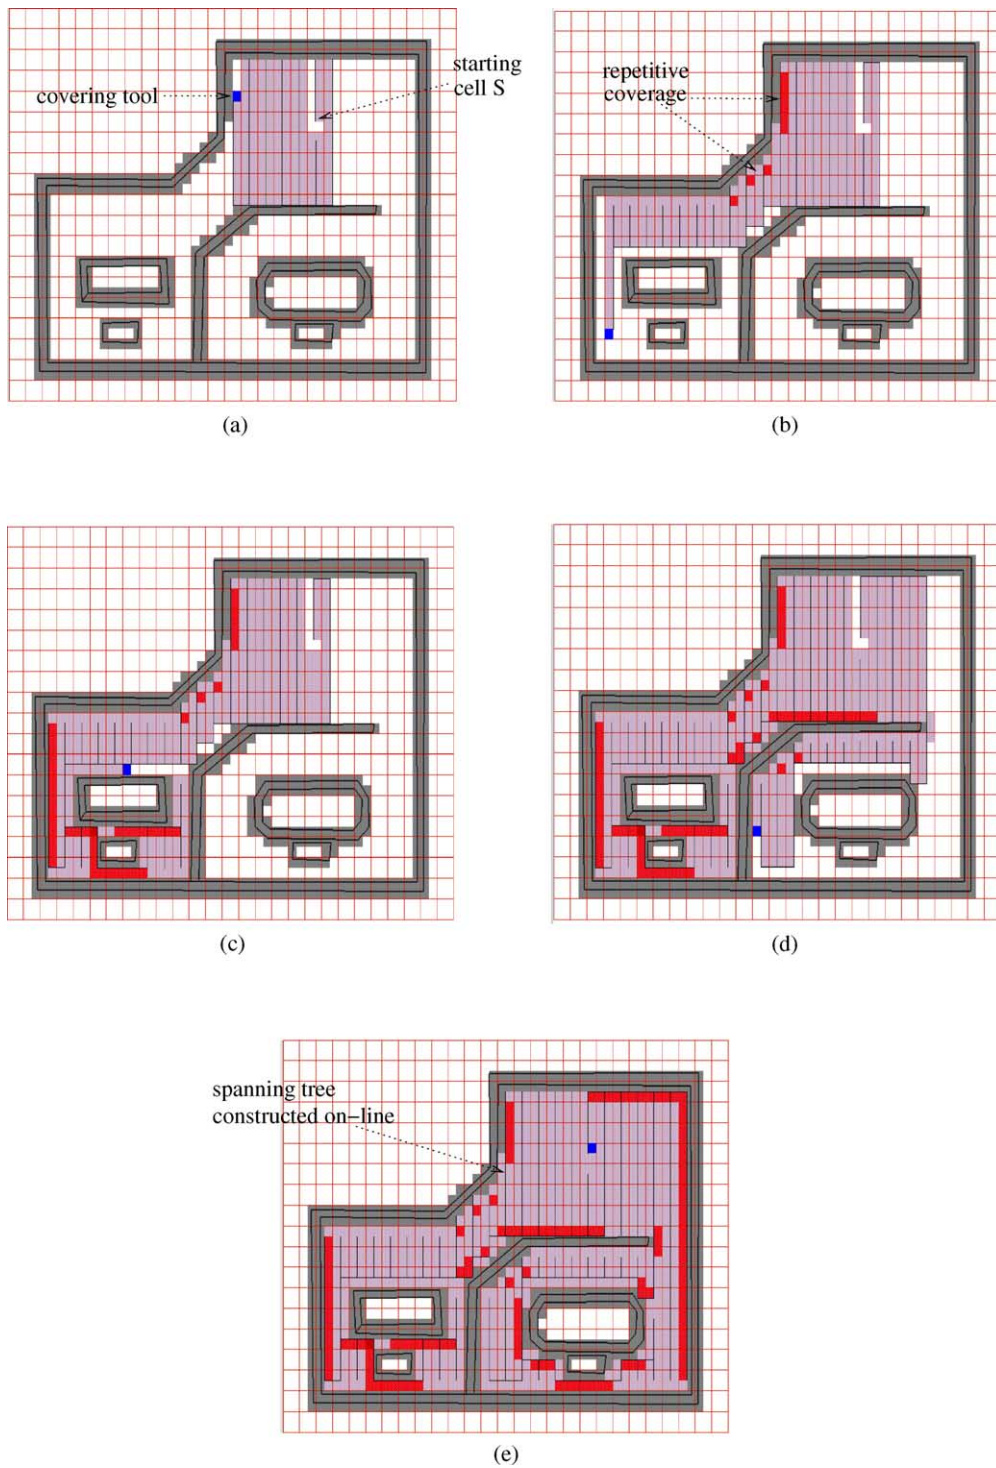 covering tool
starting
cell S
(a)
repetitive
coverage
(b)
(c)
(d)
spanning tree
constructed on-line
(e)